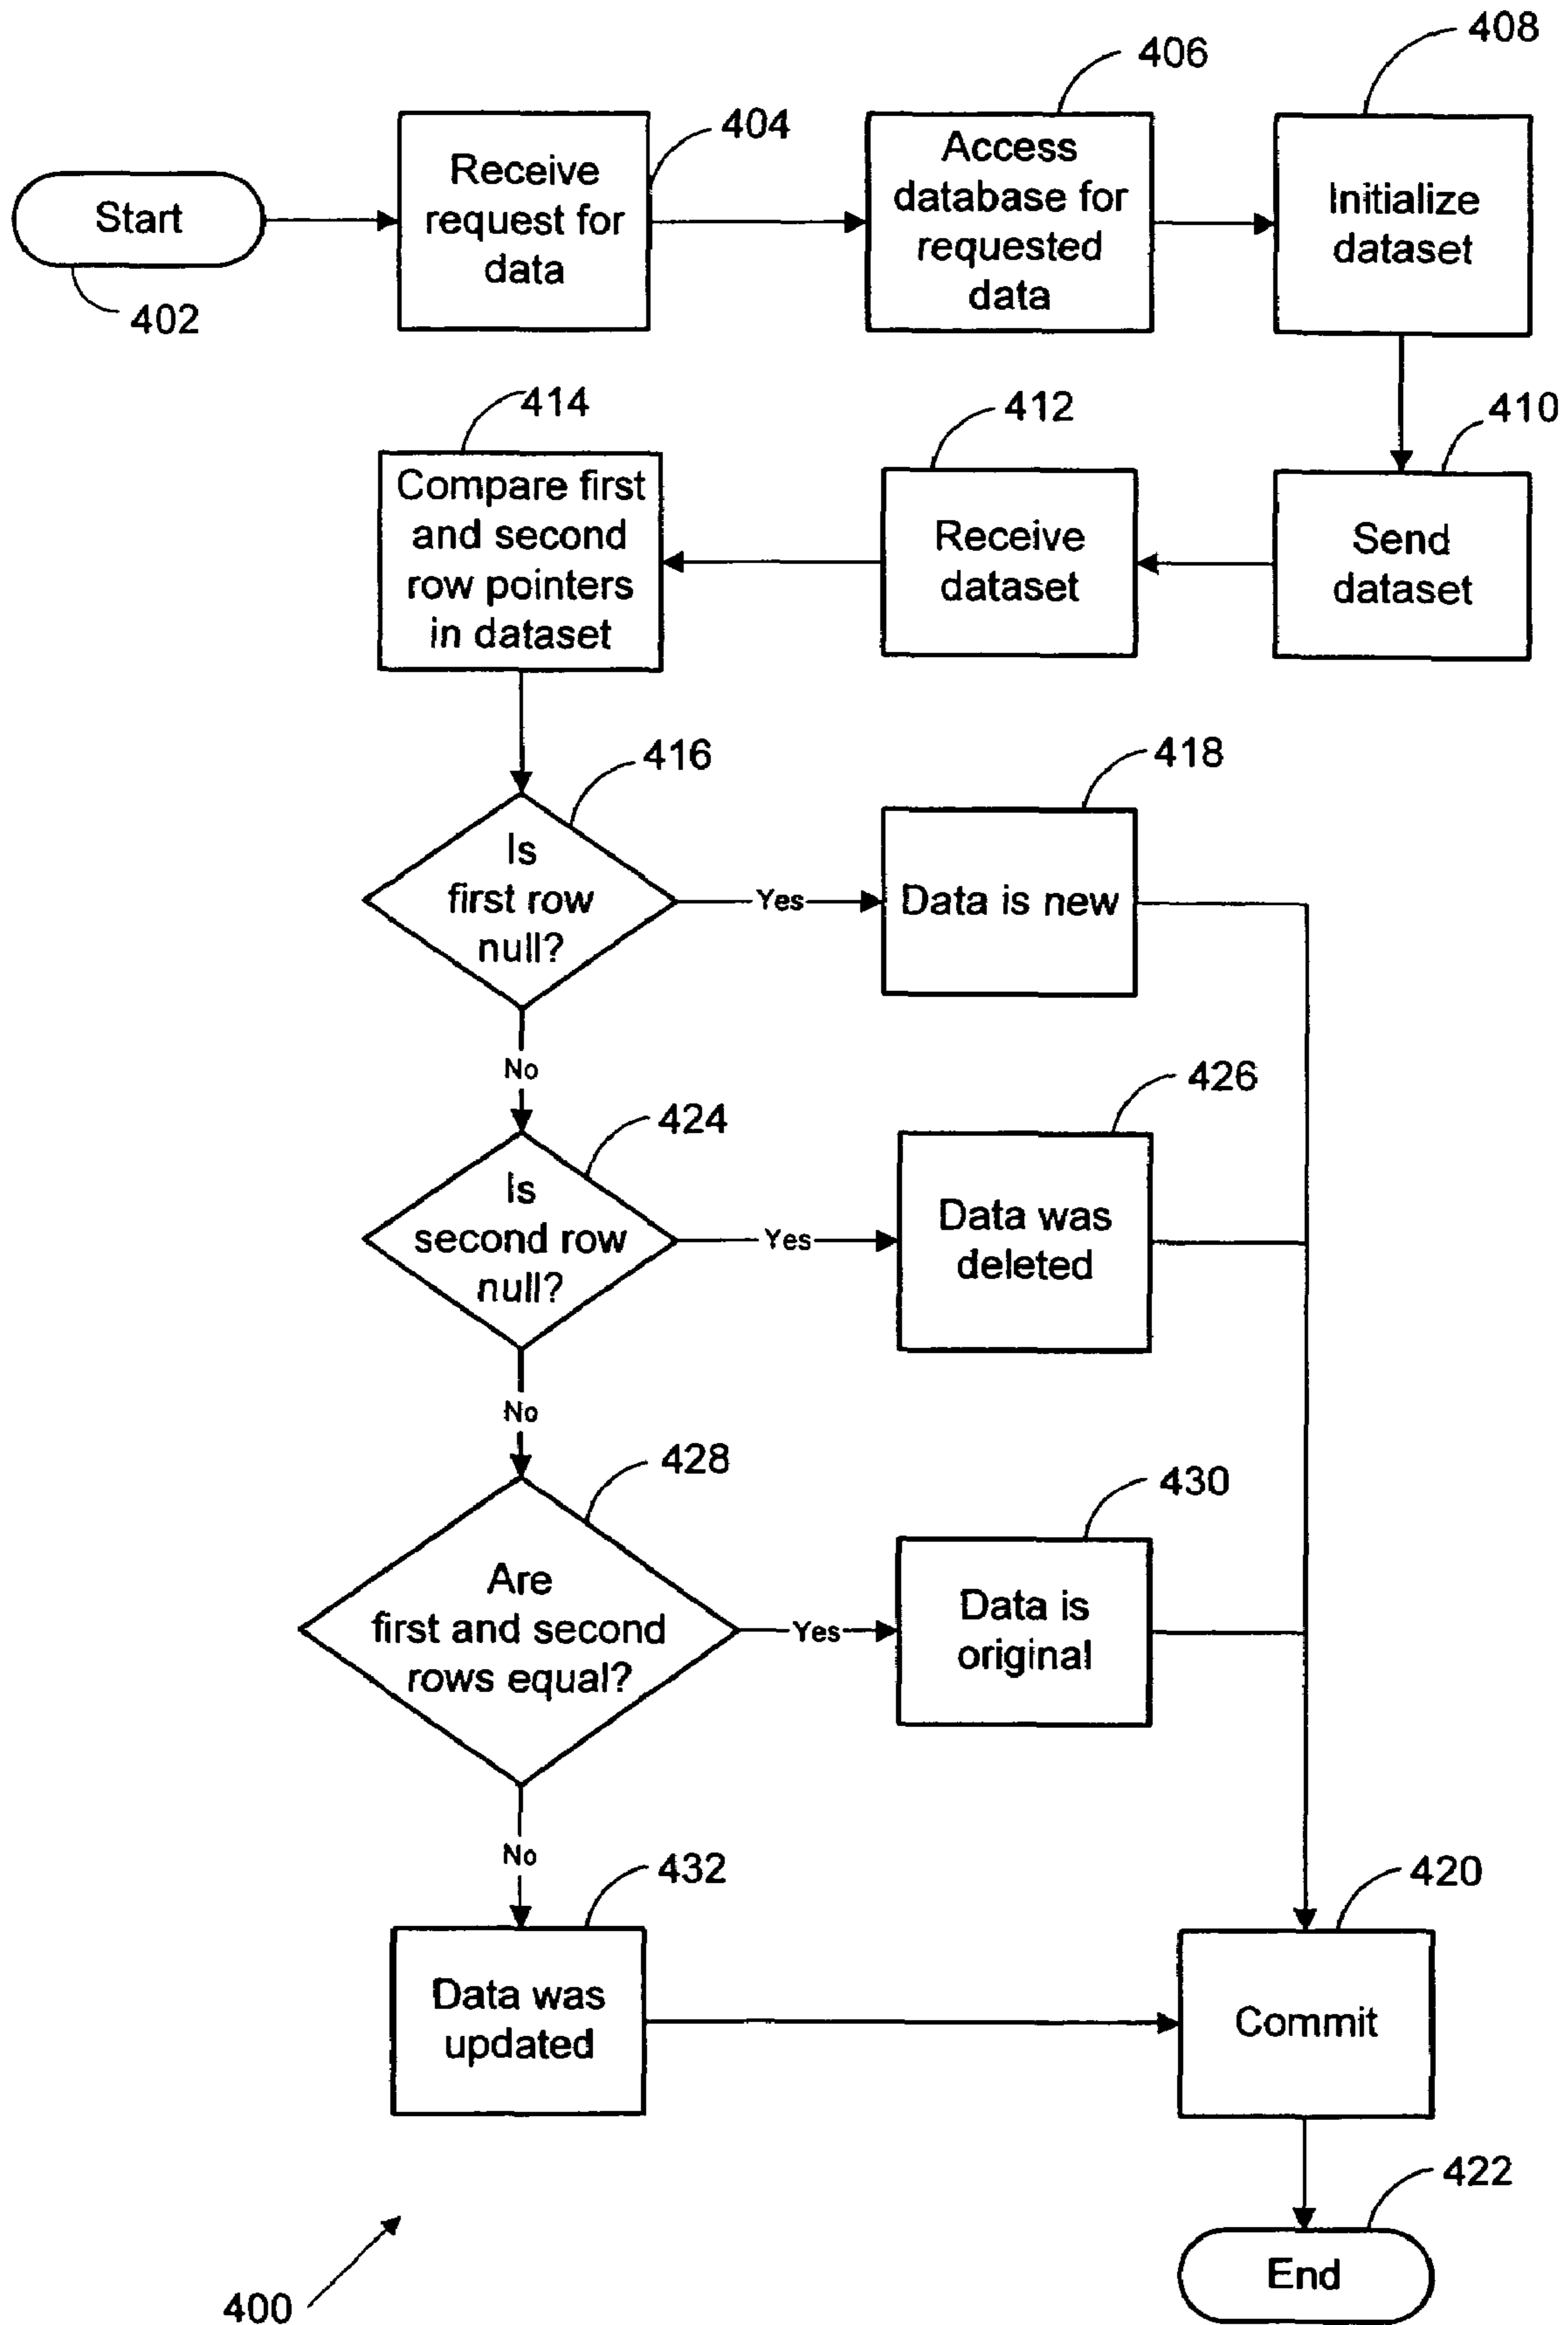 408
406
404
Start
Receive
request for
data
Access
database for
requested
data
Initialize
dataset
402
414
412
410
Compare first
and second
row pointers
in dataset
Receive
dataset
Send
dataset
416
418
Is
first row
null?
Yes
Data is new
No
426
424
Is
second row
null?
Yes
Data was
deleted
No
428
430
Are
first and second
rows equal?
Yes
Data is
original
No
432
420
Data was
updated
Commit
422
End
400